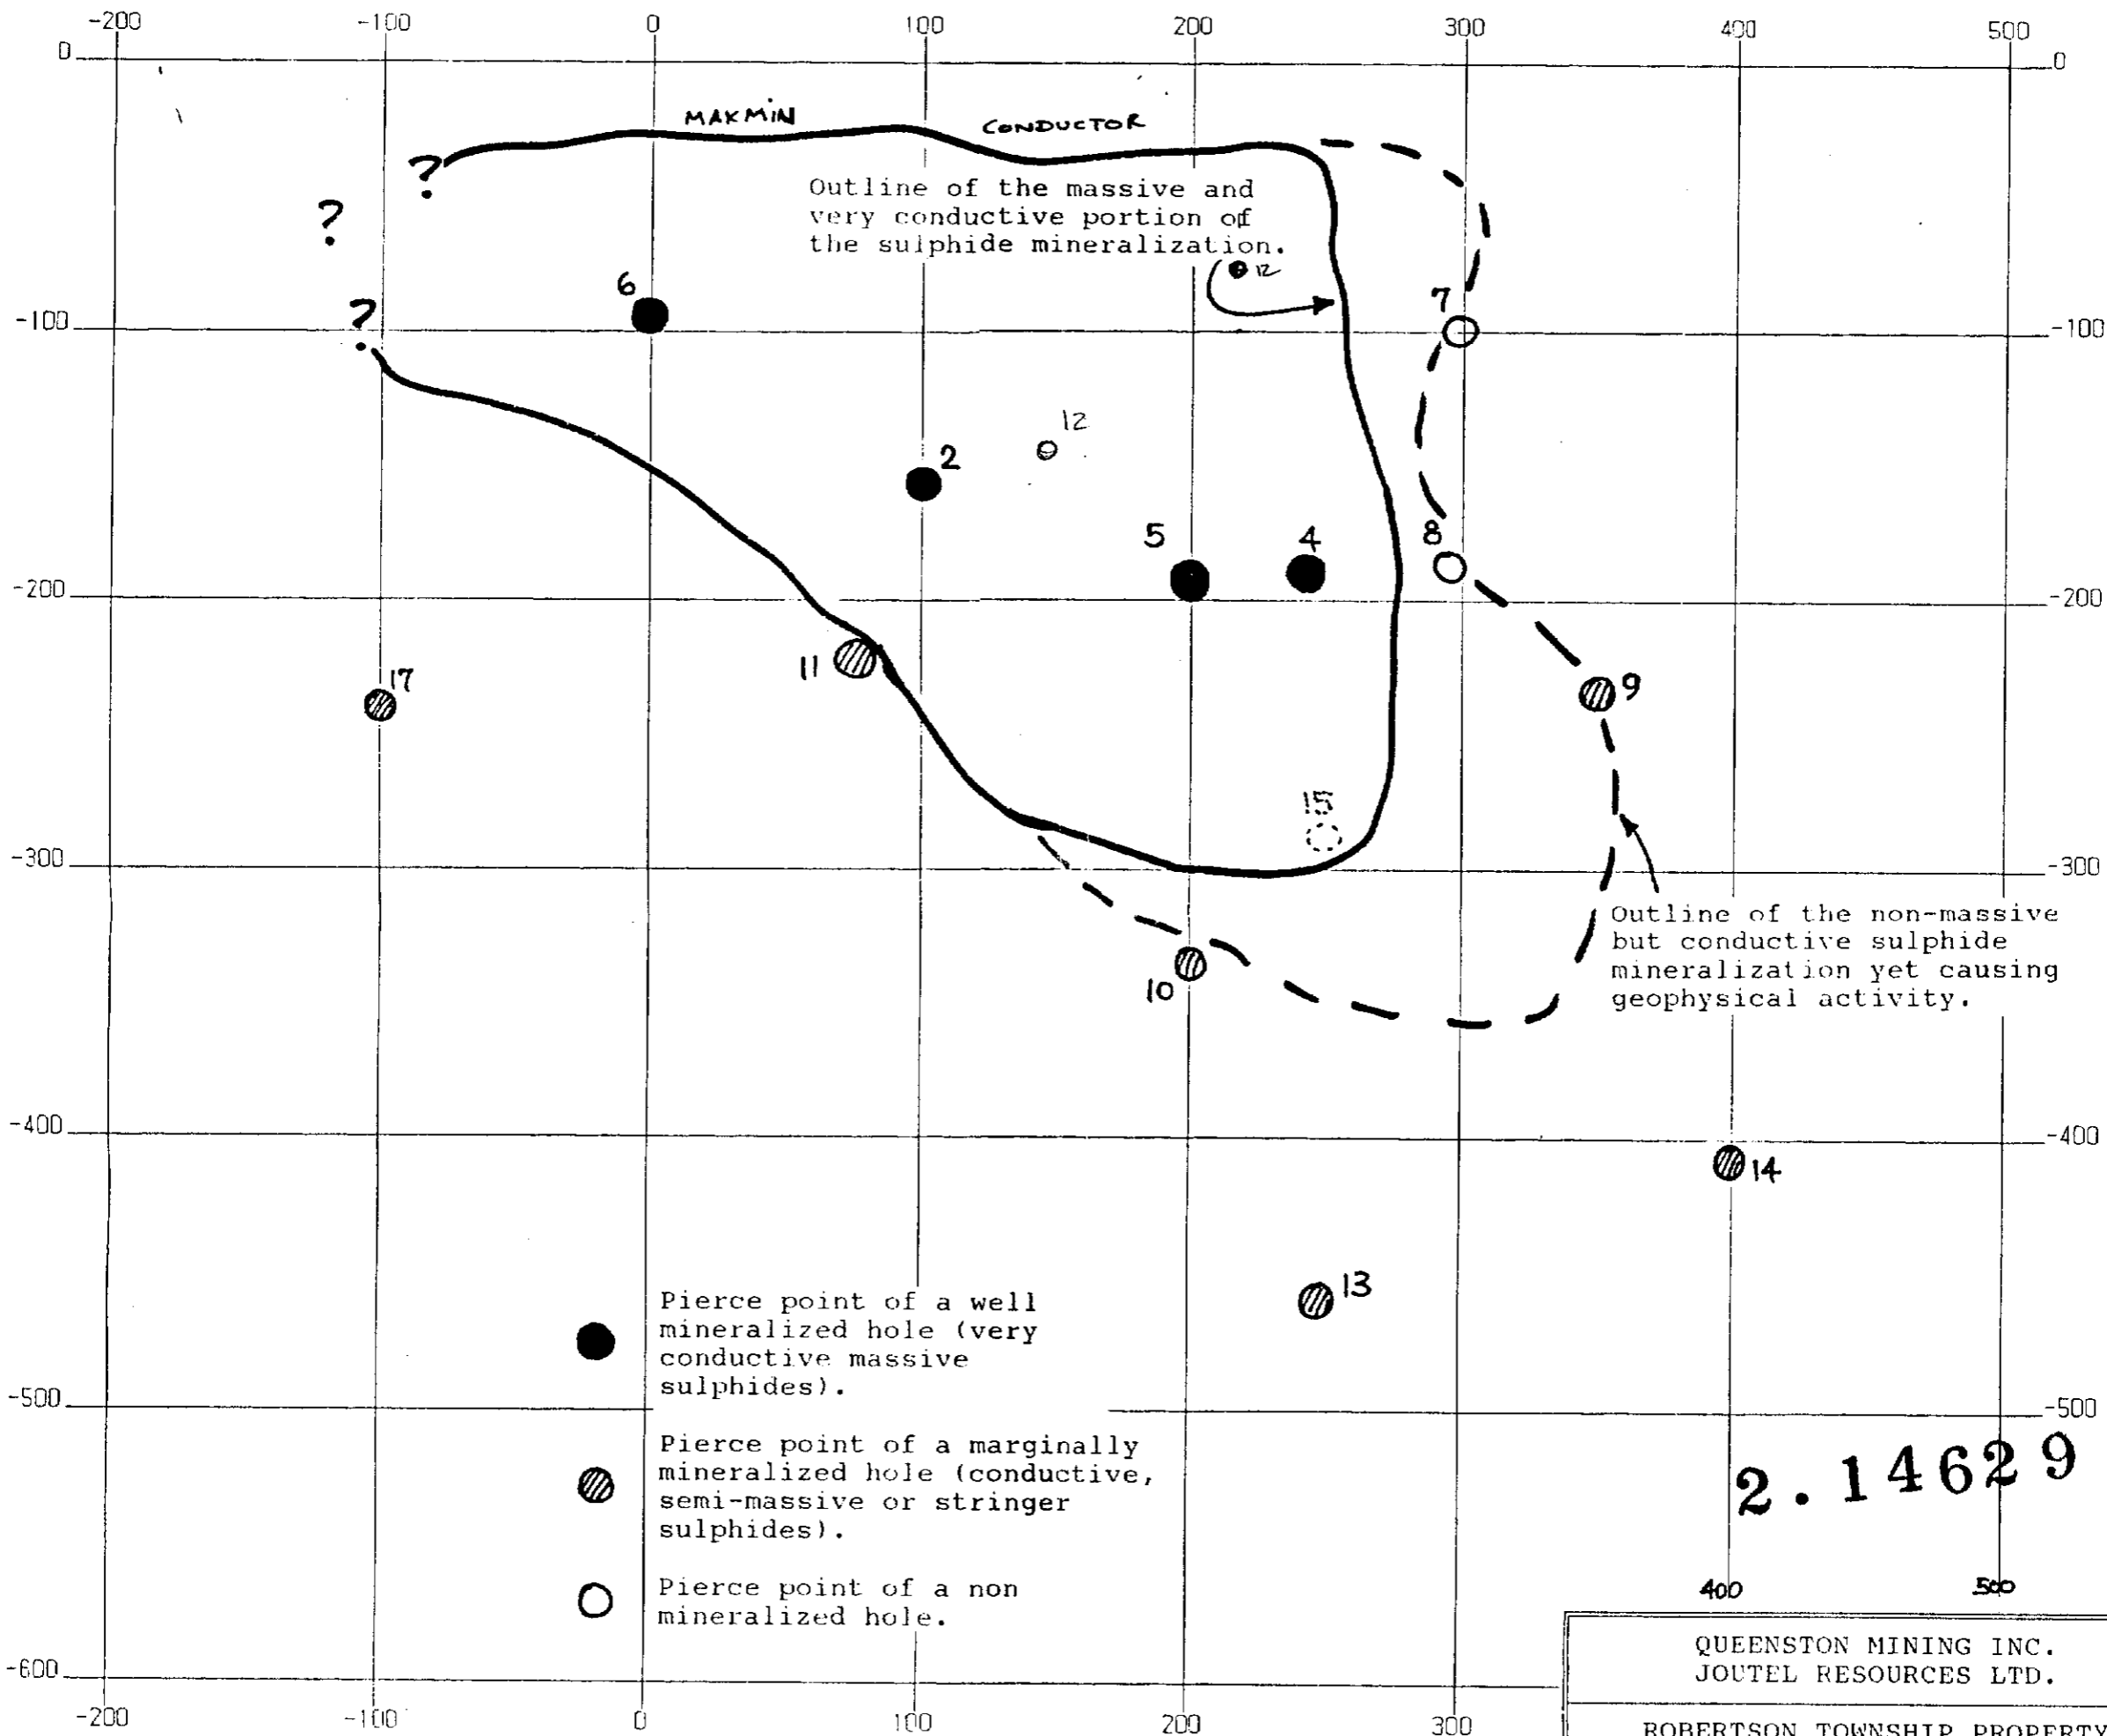 -200 -100 0 100 200 300 400 500
0 0
MAXMIN CONDUCTOR
?
Outline of the massive and
very conductive portion of
the sulphide mineralization.
?
12
6
7
?
-100 -100
12
2
5 4 8
-200 -200
11
17
9
15
-300 -300
Outline of the non-massive
but conductive sulphide
mineralization yet causing
geophysical activity.
10
-400 -400
14
13
Pierce point of a well
mineralized hole (very
conductive massive
sulphides).
-500 -500
Pierce point of a marginally
mineralized hole (conductive,
semi-massive or stringer
sulphides).
2.14629
Pierce point of a non
mineralized hole.
400 500
QUEENSTON MINING INC.
JOUTEL RESOURCES LTD.
-600
-200 -100 0 100 200 300
ROBERTSON TOWNSHIP PROPERTY